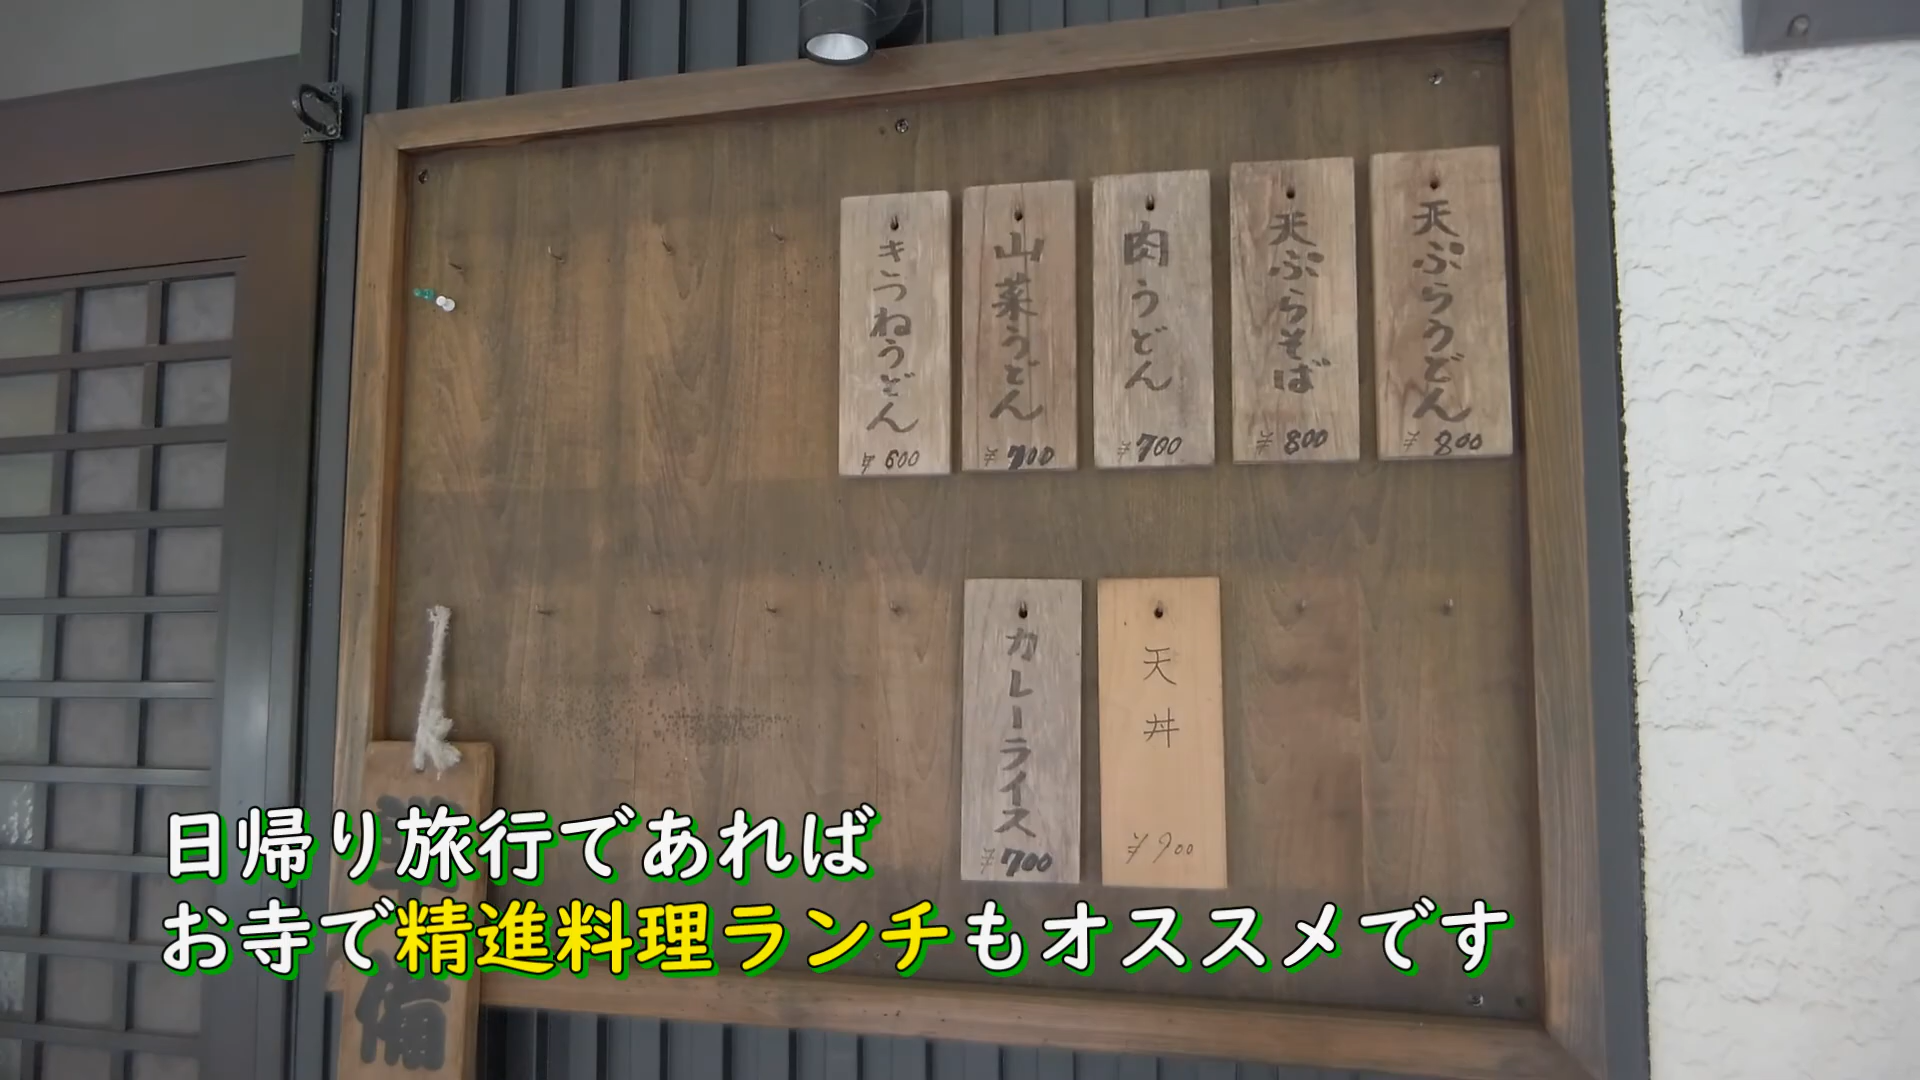 天ぷらうどん
¥800
天ぷらそば
¥800
肉うどん
¥700
山菜うどん
¥700
きつねうどん
¥600
天丼
¥900
カレーライス
¥700
準備
日帰り旅行であれば
お寺で精進料理ランチもオススメです